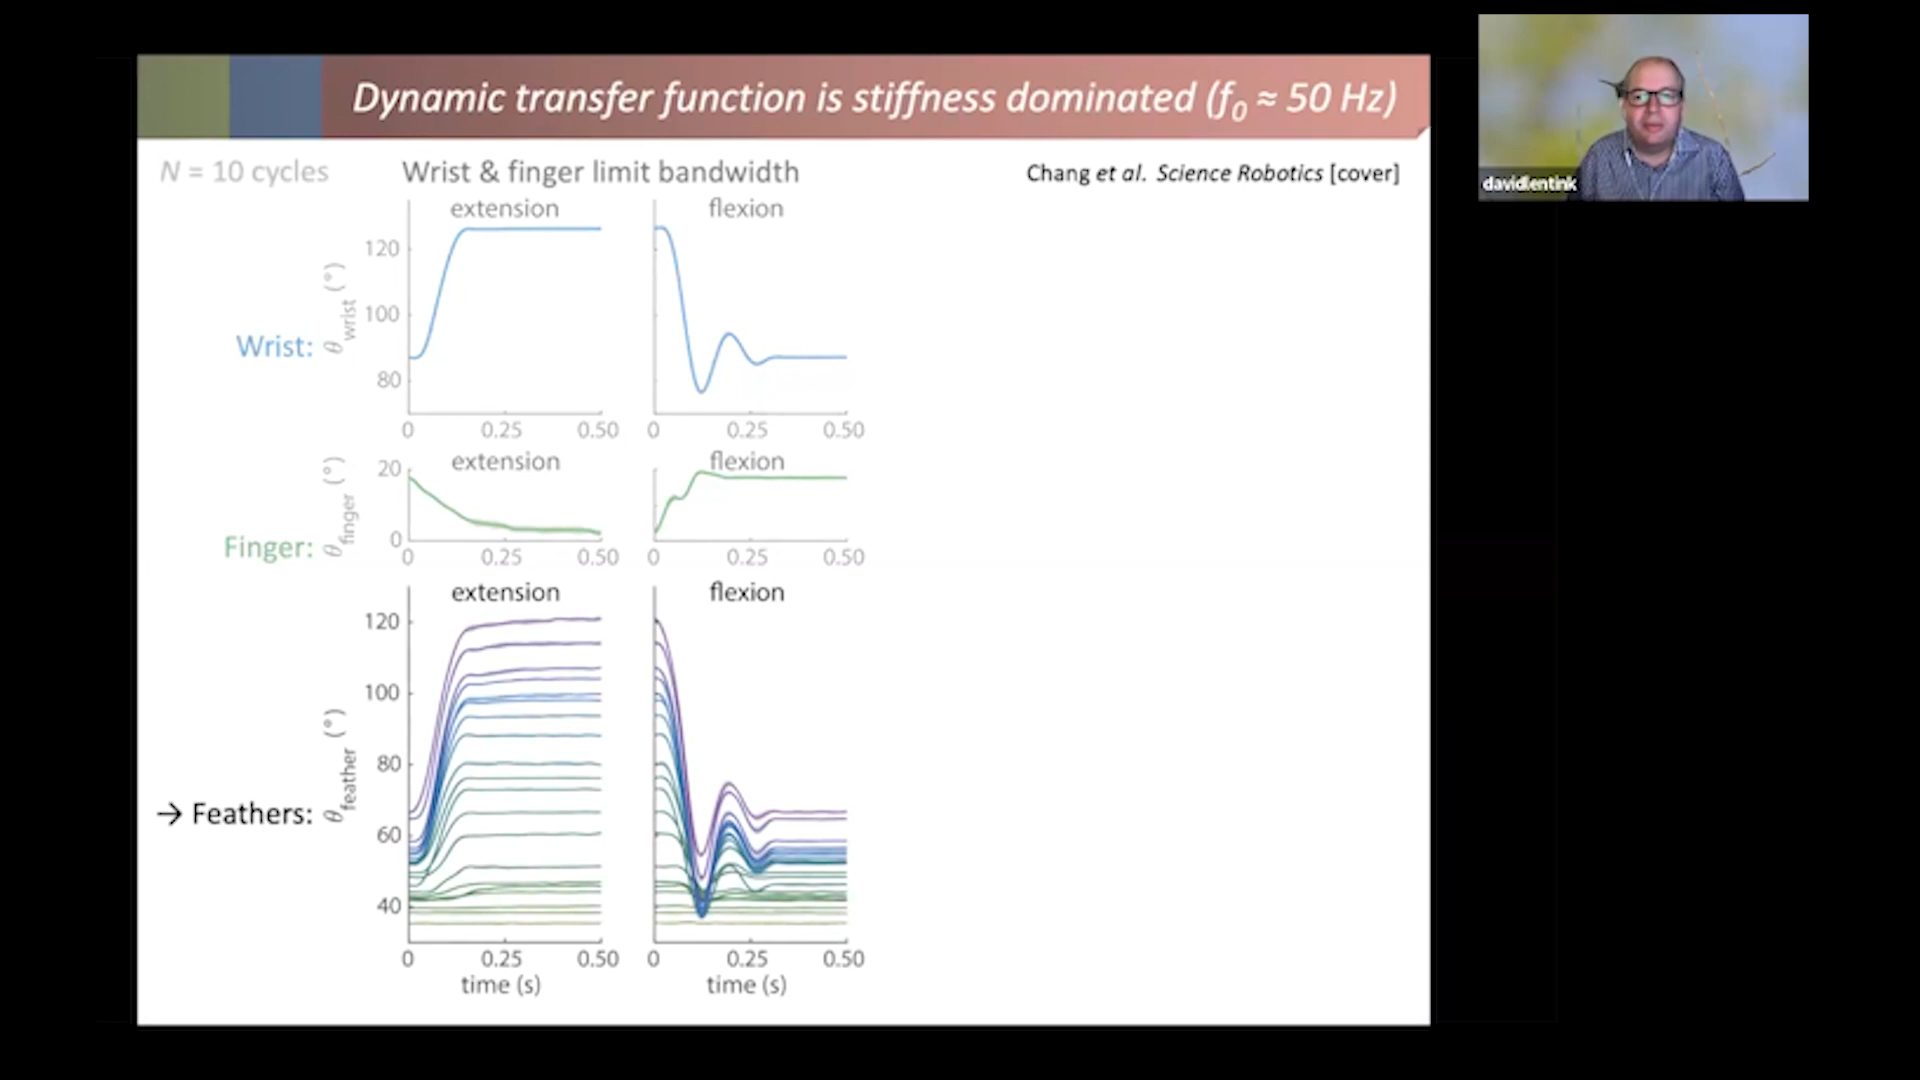 Dynamic transfer function is stiffness dominated (f0 ≈ 50 Hz)
davidlentink
N = 10 cycles
Wrist & finger limit bandwidth
Chang et al. Science Robotics [cover]
extension
flexion
Wrist:
θwrist (°)
120
100
80
0 0.25 0.50
0 0.25 0.50
extension
flexion
Finger:
θfinger (°)
20
0
0 0.25 0.50
0 0.25 0.50
extension
flexion
→ Feathers:
θfeather (°)
120
100
80
60
40
0 0.25 0.50
0 0.25 0.50
time (s)
time (s)